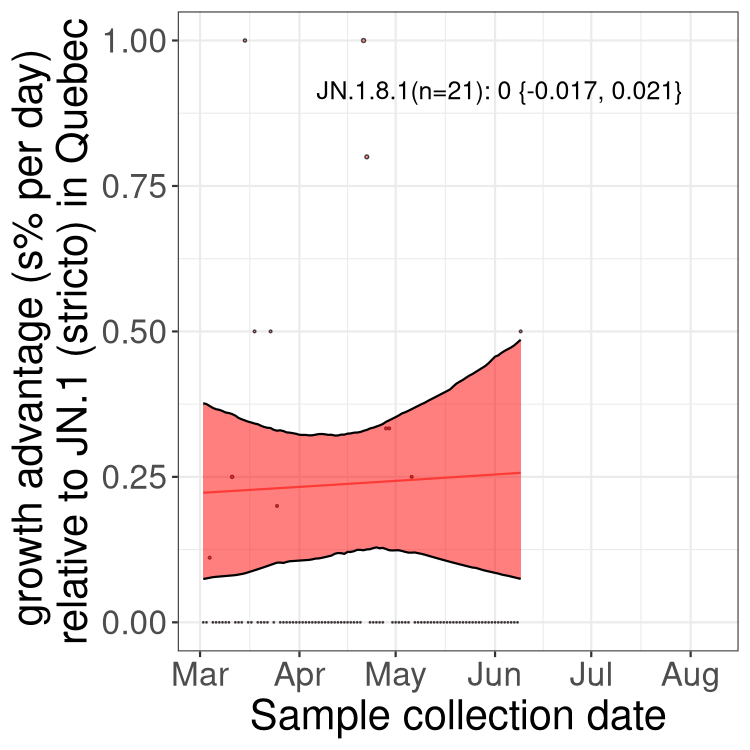 growth advantage (s% per day)
relative to JN.1 (stricto) in Quebec
1.00
0.75
0.50
0.25
0.00
JN.1.8.1(n=21): 0 {-0.017, 0.021}
Mar Apr May Jun Jul Aug
Sample collection date